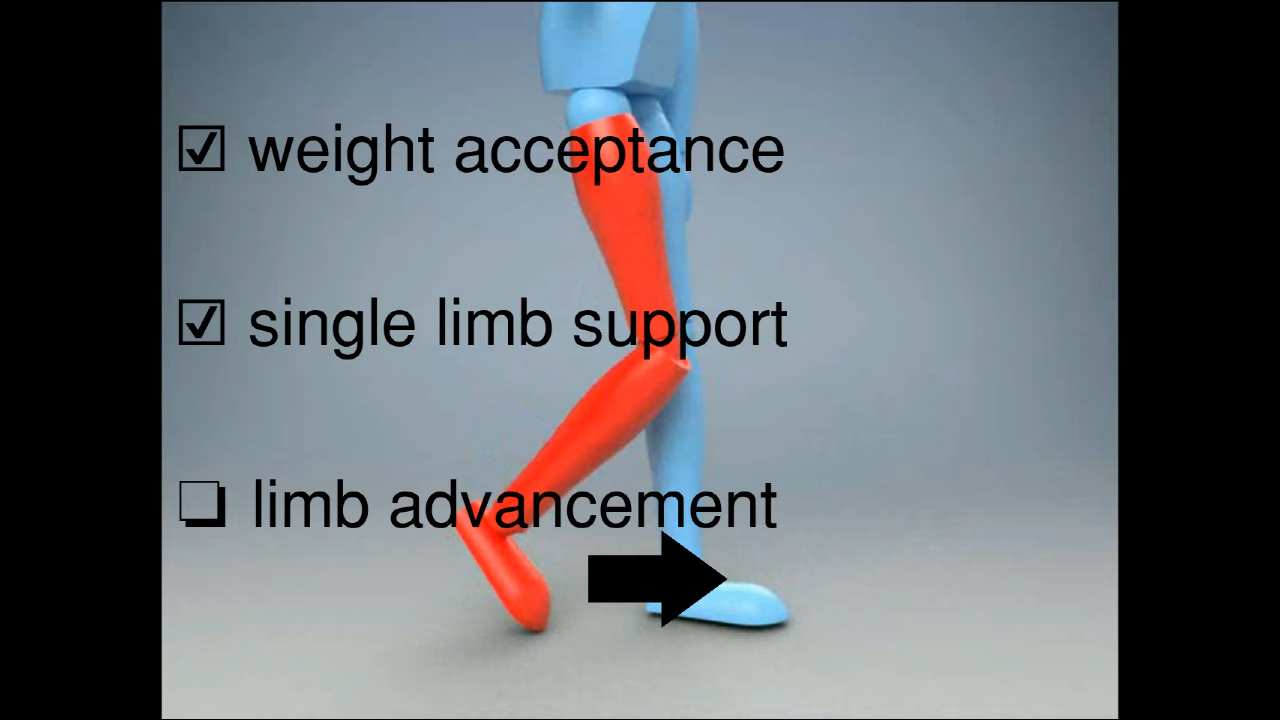 ☑ weight acceptance
☑ single limb support
❑ limb advancement